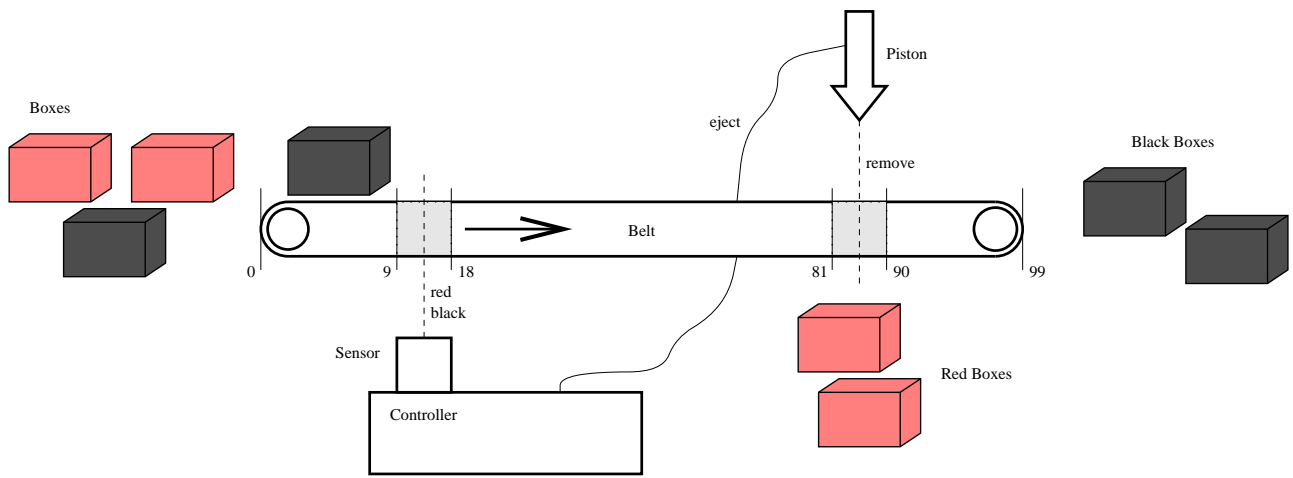 Piston
Boxes
eject
Black Boxes
remove
Belt
0
9
18
81
90
99
red
black
Sensor
Red Boxes
Controller